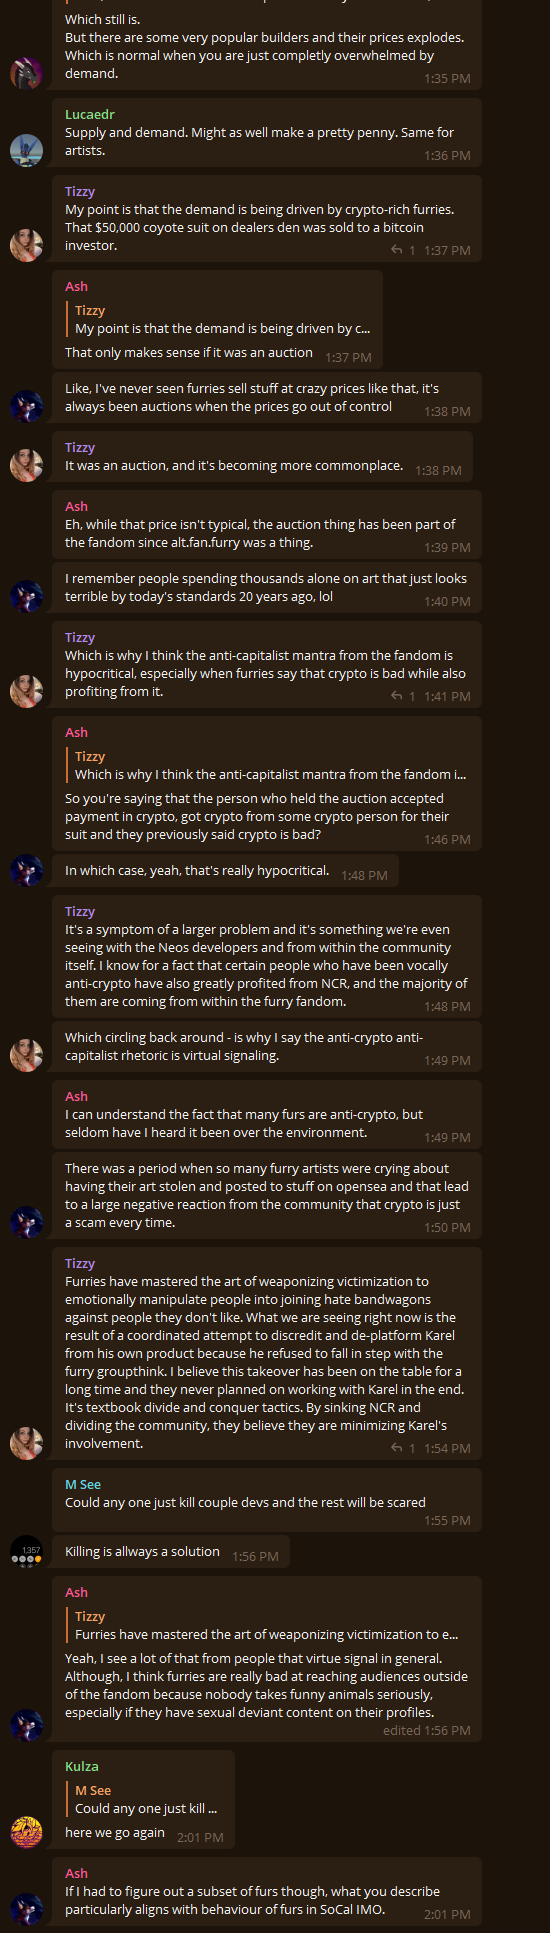 Which still is.
But there are some very popular builders and their prices explodes.
Which is normal when you are just completly overwhelmed by
demand.
1:35 PM
Lucaedr
Supply and demand. Might as well make a pretty penny. Same for
artists.
1:36 PM
Tizzy
My point is that the demand is being driven by crypto-rich furries.
That $50,000 coyote suit on dealers den was sold to a bitcoin
investor.
1 1:37 PM
Ash
Tizzy
My point is that the demand is being driven by c...
That only makes sense if it was an auction 1:37 PM
Like, I've never seen furries sell stuff at crazy prices like that, it's
always been auctions when the prices go out of control
1:38 PM
Tizzy
It was an auction, and it's becoming more commonplace. 1:38 PM
Ash
Eh, while that price isn't typical, the auction thing has been part of
the fandom since alt.fan.furry was a thing.
1:39 PM
I remember people spending thousands alone on art that just looks
terrible by today's standards 20 years ago, lol
1:40 PM
Tizzy
Which is why I think the anti-capitalist mantra from the fandom is
hypocritical, especially when furries say that crypto is bad while also
profiting from it.
1 1:41 PM
Ash
Tizzy
Which is why I think the anti-capitalist mantra from the fandom i...
So you're saying that the person who held the auction accepted
payment in crypto, got crypto from some crypto person for their
suit and they previously said crypto is bad?
1:46 PM
In which case, yeah, that's really hypocritical. 1:48 PM
Tizzy
It's a symptom of a larger problem and it's something we're even
seeing with the Neos developers and from within the community
itself. I know for a fact that certain people who have been vocally
anti-crypto have also greatly profited from NCR, and the majority of
them are coming from within the furry fandom.
1:48 PM
Which circling back around - is why I say the anti-crypto anti-
capitalist rhetoric is virtual signaling.
1:49 PM
Ash
I can understand the fact that many furs are anti-crypto, but
seldom have I heard it been over the environment.
1:49 PM
There was a period when so many furry artists were crying about
having their art stolen and posted to stuff on opensea and that lead
to a large negative reaction from the community that crypto is just
a scam every time.
1:50 PM
Tizzy
Furries have mastered the art of weaponizing victimization to
emotionally manipulate people into joining hate bandwagons
against people they don't like. What we are seeing right now is the
result of a coordinated attempt to discredit and de-platform Karel
from his own product because he refused to fall in step with the
furry groupthink. I believe this takeover has been on the table for a
long time and they never planned on working with Karel in the end.
It's textbook divide and conquer tactics. By sinking NCR and
dividing the community, they believe they are minimizing Karel's
involvement.
1 1:54 PM
M See
Could any one just kill couple devs and the rest will be scared
1:55 PM
1,357
Killing is allways a solution 1:56 PM
Ash
Tizzy
Furries have mastered the art of weaponizing victimization to e...
Yeah, I see a lot of that from people that virtue signal in general.
Although, I think furries are really bad at reaching audiences outside
of the fandom because nobody takes funny animals seriously,
especially if they have sexual deviant content on their profiles.
edited 1:56 PM
Kulza
M See
Could any one just kill ...
here we go again 2:01 PM
Ash
If I had to figure out a subset of furs though, what you describe
particularly aligns with behaviour of furs in SoCal IMO.
2:01 PM